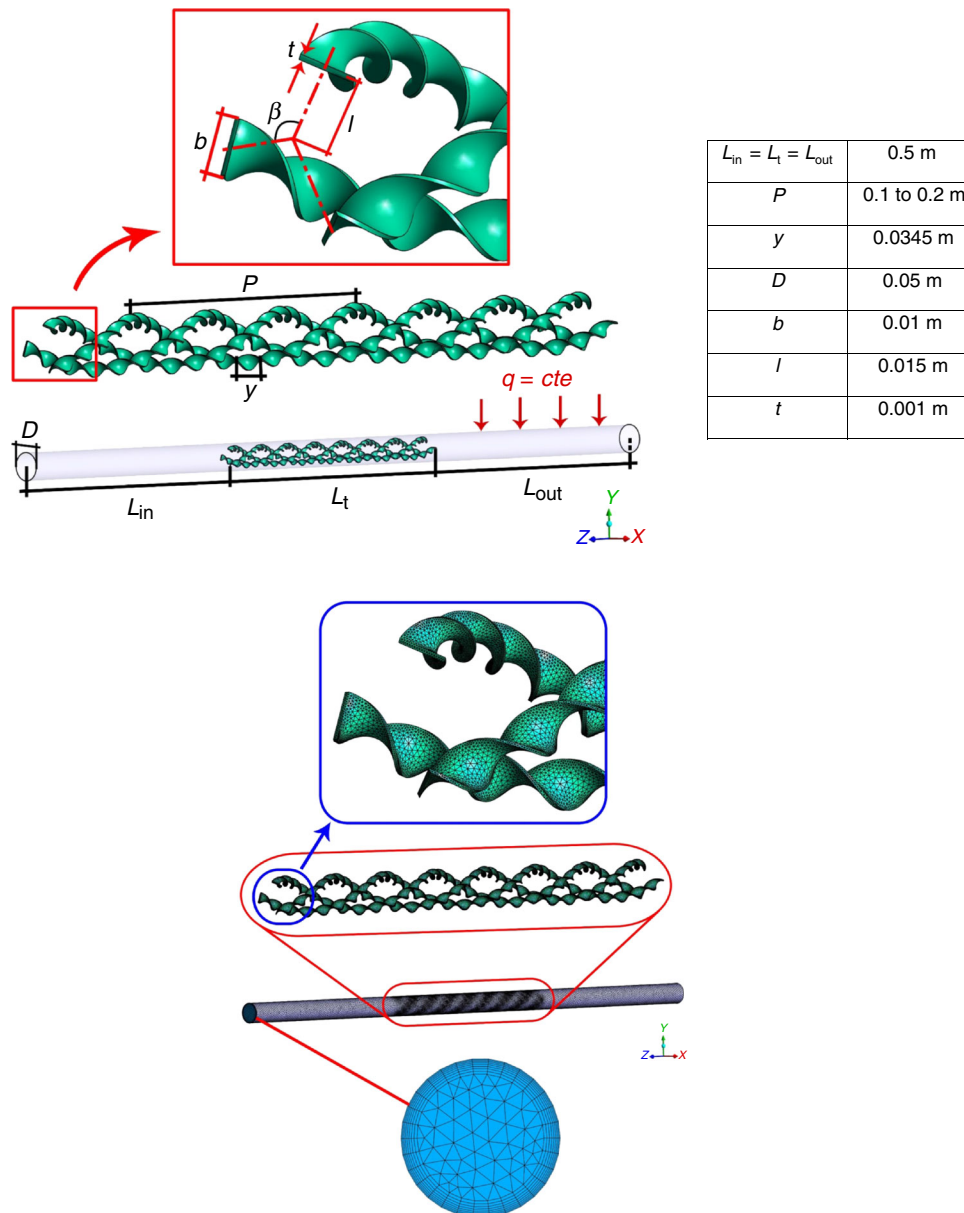 t
β
l
b
L_in = L_t = L_out 0.5 m
P 0.1 to 0.2 m
y 0.0345 m
D 0.05 m
b 0.01 m
l 0.015 m
t 0.001 m
P
y
q = cte
D
L_in
L_t
L_out
Y
Z
X
Y
Z
X